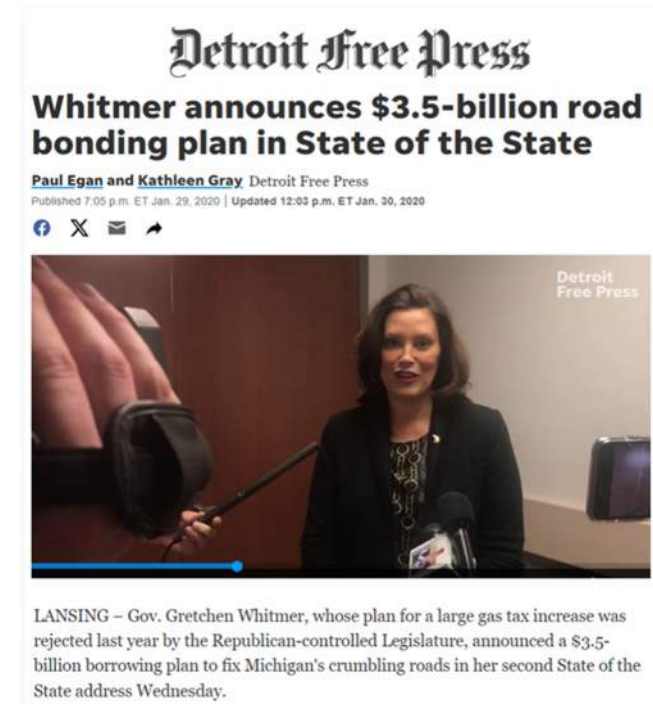 Detroit Free Press
Whitmer announces $3.5-billion road
bonding plan in State of the State
Paul Egan and Kathleen Gray Detroit Free Press
Published 7:05 p.m. ET Jan. 29, 2020 | Updated 12:03 p.m. ET Jan. 30, 2020
Detroit
Free Press
LANSING – Gov. Gretchen Whitmer, whose plan for a large gas tax increase was
rejected last year by the Republican-controlled Legislature, announced a $3.5-
billion borrowing plan to fix Michigan's crumbling roads in her second State of the
State address Wednesday.